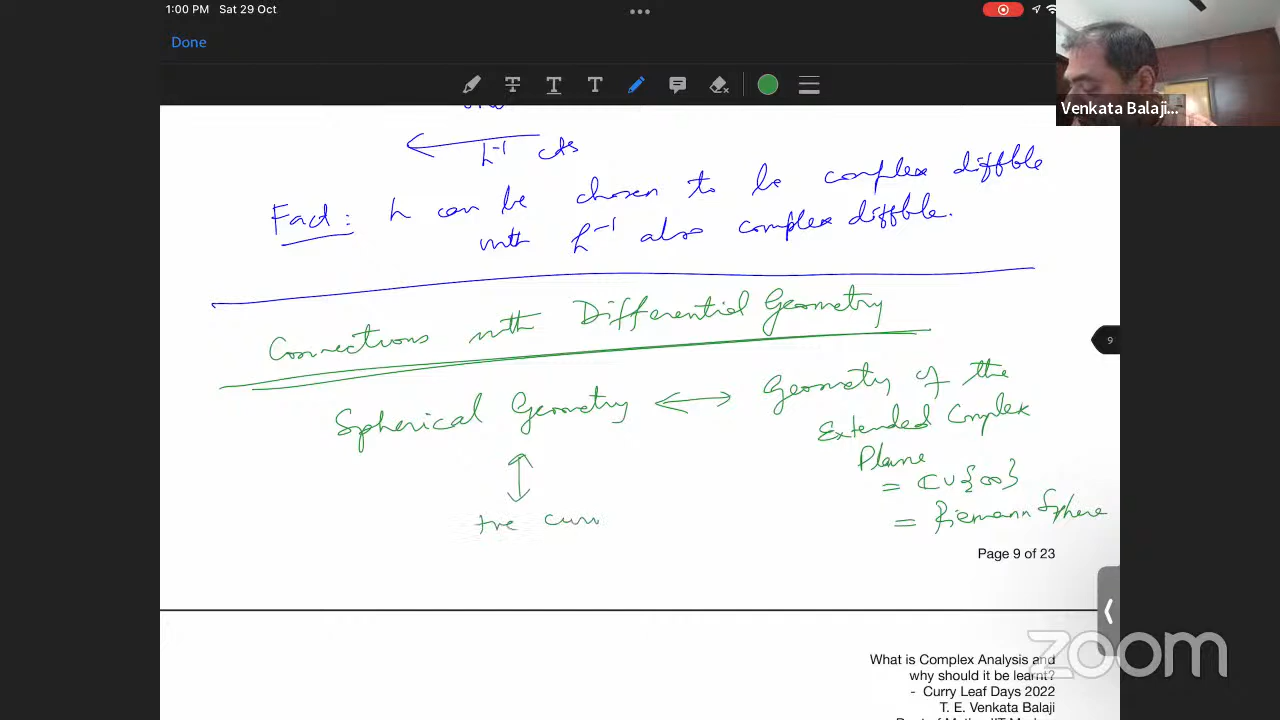 1:00 PM Sat 29 Oct
Done
h⁻¹ cts
Fact: h can be chosen to be complex diffble
with h⁻¹ also complex diffble.
Connections with Differential Geometry
Spherical Geometry ⟷ Geometry of the
Extended Complex
Plane
= ℂ ∪ {∞}
= Riemann Sphere
+ve curv
Page 9 of 23
9
Venkata Balaji...
zoom
What is Complex Analysis and
why should it be learnt?
- Curry Leaf Days 2022
T. E. Venkata Balaji